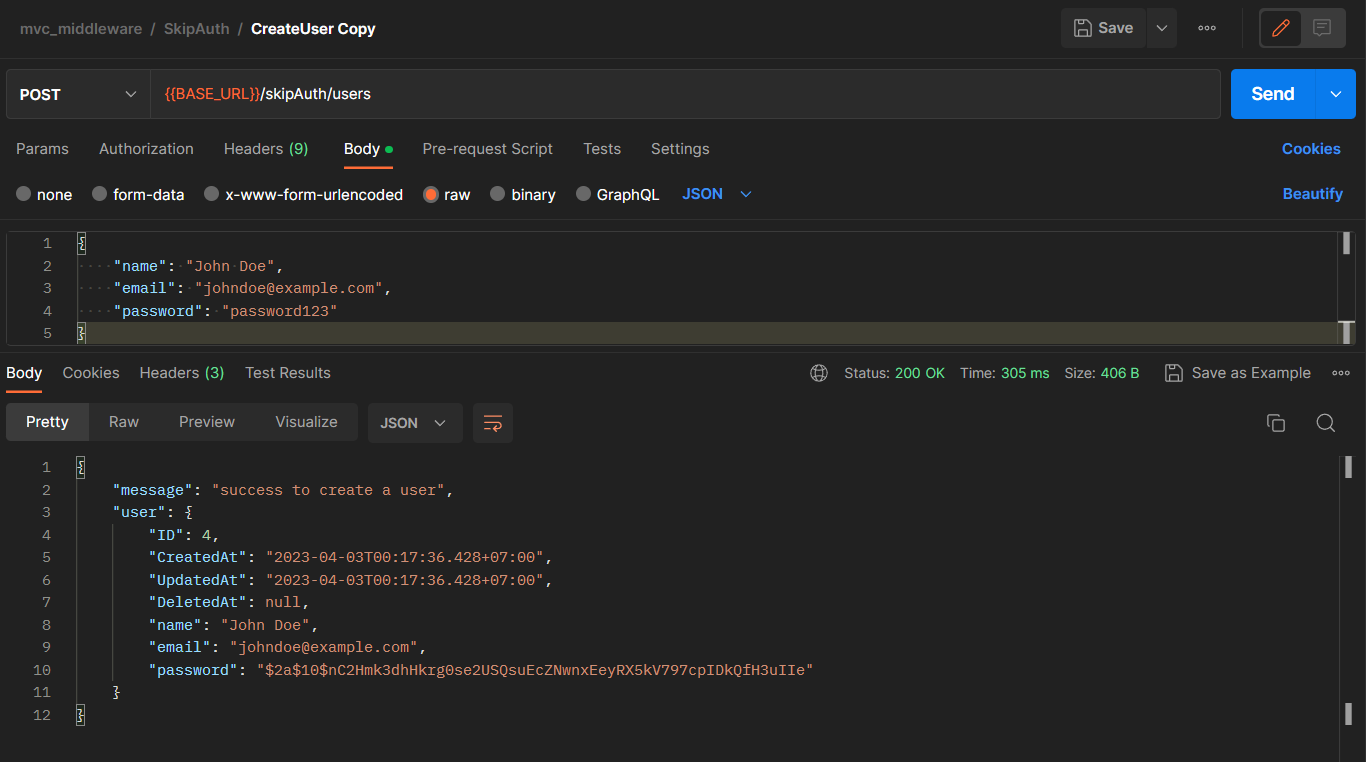 mvc_middleware / SkipAuth / CreateUser Copy
Save
POST
{{BASE_URL}}/skipAuth/users
Send
Params Authorization Headers (9) Body Pre-request Script Tests Settings Cookies
none form-data x-www-form-urlencoded raw binary GraphQL JSON Beautify
1 {
2 "name": "John Doe",
3 "email": "johndoe@example.com",
4 "password": "password123"
5 }
Body Cookies Headers (3) Test Results Status: 200 OK Time: 305 ms Size: 406 B Save as Example
Pretty Raw Preview Visualize JSON
1 {
2 "message": "success to create a user",
3 "user": {
4 "ID": 4,
5 "CreatedAt": "2023-04-03T00:17:36.428+07:00",
6 "UpdatedAt": "2023-04-03T00:17:36.428+07:00",
7 "DeletedAt": null,
8 "name": "John Doe",
9 "email": "johndoe@example.com",
10 "password": "$2a$10$nC2Hmk3dhHkrg0se2USQsuEcZNwnxEeyRX5kV797cpIDkQfH3uIIe"
11 }
12 }